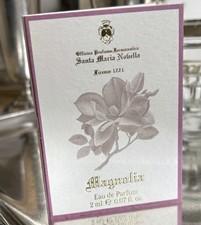 Officina Profumo-Farmaceutica
Santa Maria Novella
Firenze 1221
Magnolia
Eau de Parfum
2 ml ℮ 0.07 fl. oz.